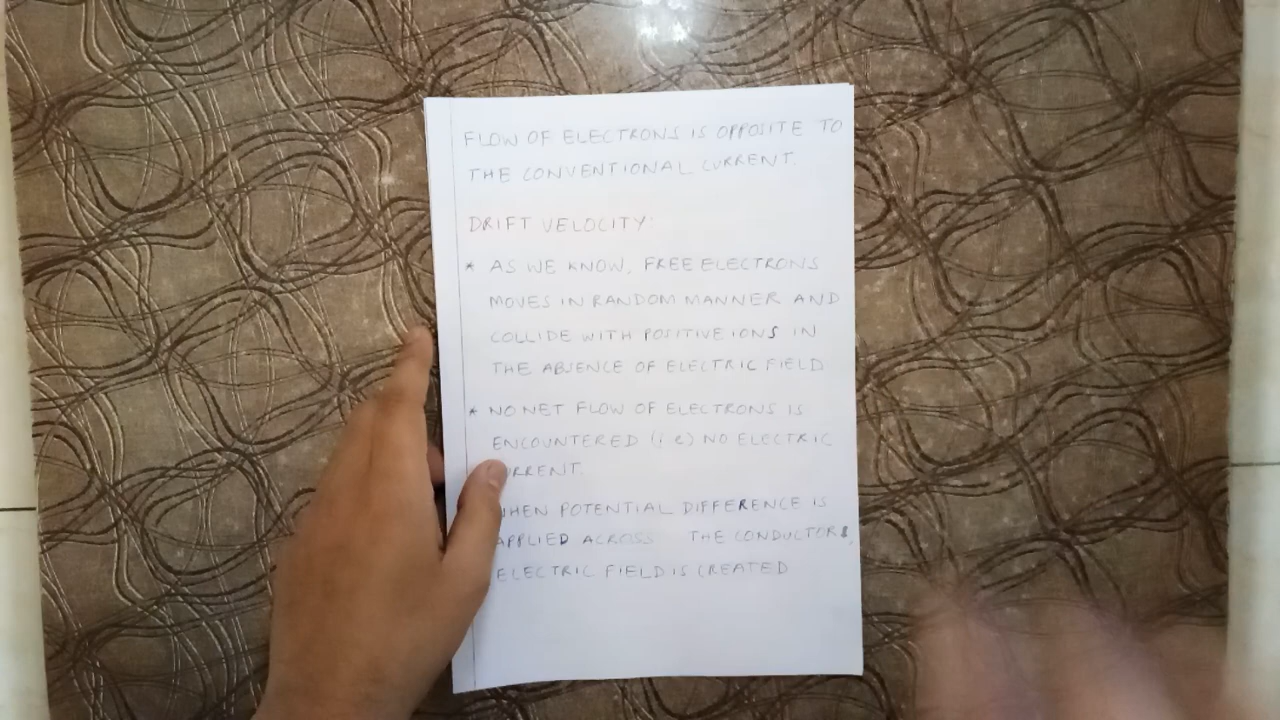 FLOW OF ELECTRONS IS OPPOSITE TO
THE CONVENTIONAL CURRENT.
DRIFT VELOCITY:
* AS WE KNOW, FREE ELECTRONS
MOVES IN RANDOM MANNER AND
COLLIDE WITH POSITIVE IONS IN
THE ABSENCE OF ELECTRIC FIELD
* NO NET FLOW OF ELECTRONS IS
ENCOUNTERED (i e) NO ELECTRIC
URRENT.
WHEN POTENTIAL DIFFERENCE IS
APPLIED ACROSS THE CONDUCTOR,
ELECTRIC FIELD IS CREATED